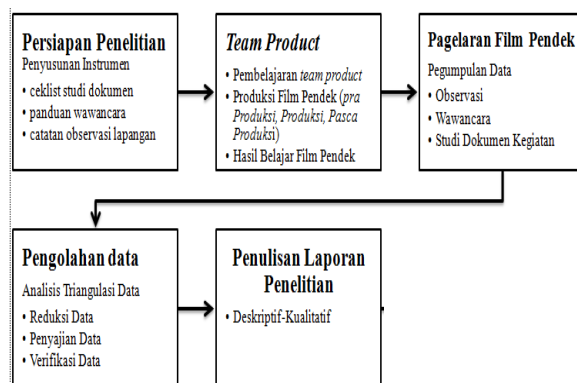 Persiapan Penelitian
Penyusunan Instrumen
• ceklist studi dokumen
• panduan wawancara
• catatan observasi lapangan
Team Product
• Pembelajaran team product
• Produksi Film Pendek (pra
Produksi, Produksi, Pasca
Produksi)
• Hasil Belajar Film Pendek
Pagelaran Film Pendek
Pegumpulan Data
• Observasi
• Wawancara
• Studi Dokumen Kegiatan
Pengolahan data
Analisis Triangulasi Data
• Reduksi Data
• Penyajian Data
• Verifikasi Data
Penulisan Laporan
Penelitian
• Deskriptif-Kualitatif